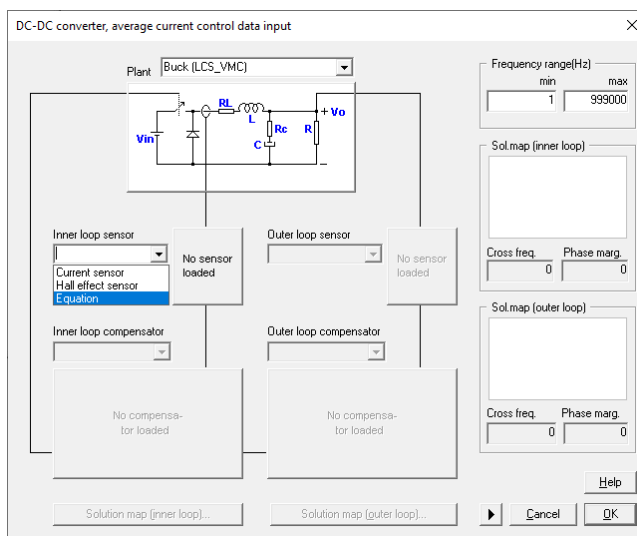 DC-DC converter, average current control data input
Plant
Buck (LCS_VMC)
RL
L
+ Vo
Rc
R
Vin
C
−
Frequency range(Hz)
min
max
1
999000
Sol.map (inner loop)
Cross freq.
Phase marg.
0
0
Inner loop sensor
Current sensor
Hall effect sensor
Equation
No sensor
loaded
Outer loop sensor
No sensor
loaded
Inner loop compensator
No compensa-
tor loaded
Outer loop compensator
No compensa-
tor loaded
Sol.map (outer loop)
Cross freq.
Phase marg.
0
0
Solution map (inner loop)...
Solution map (outer loop)...
Help
Cancel
OK